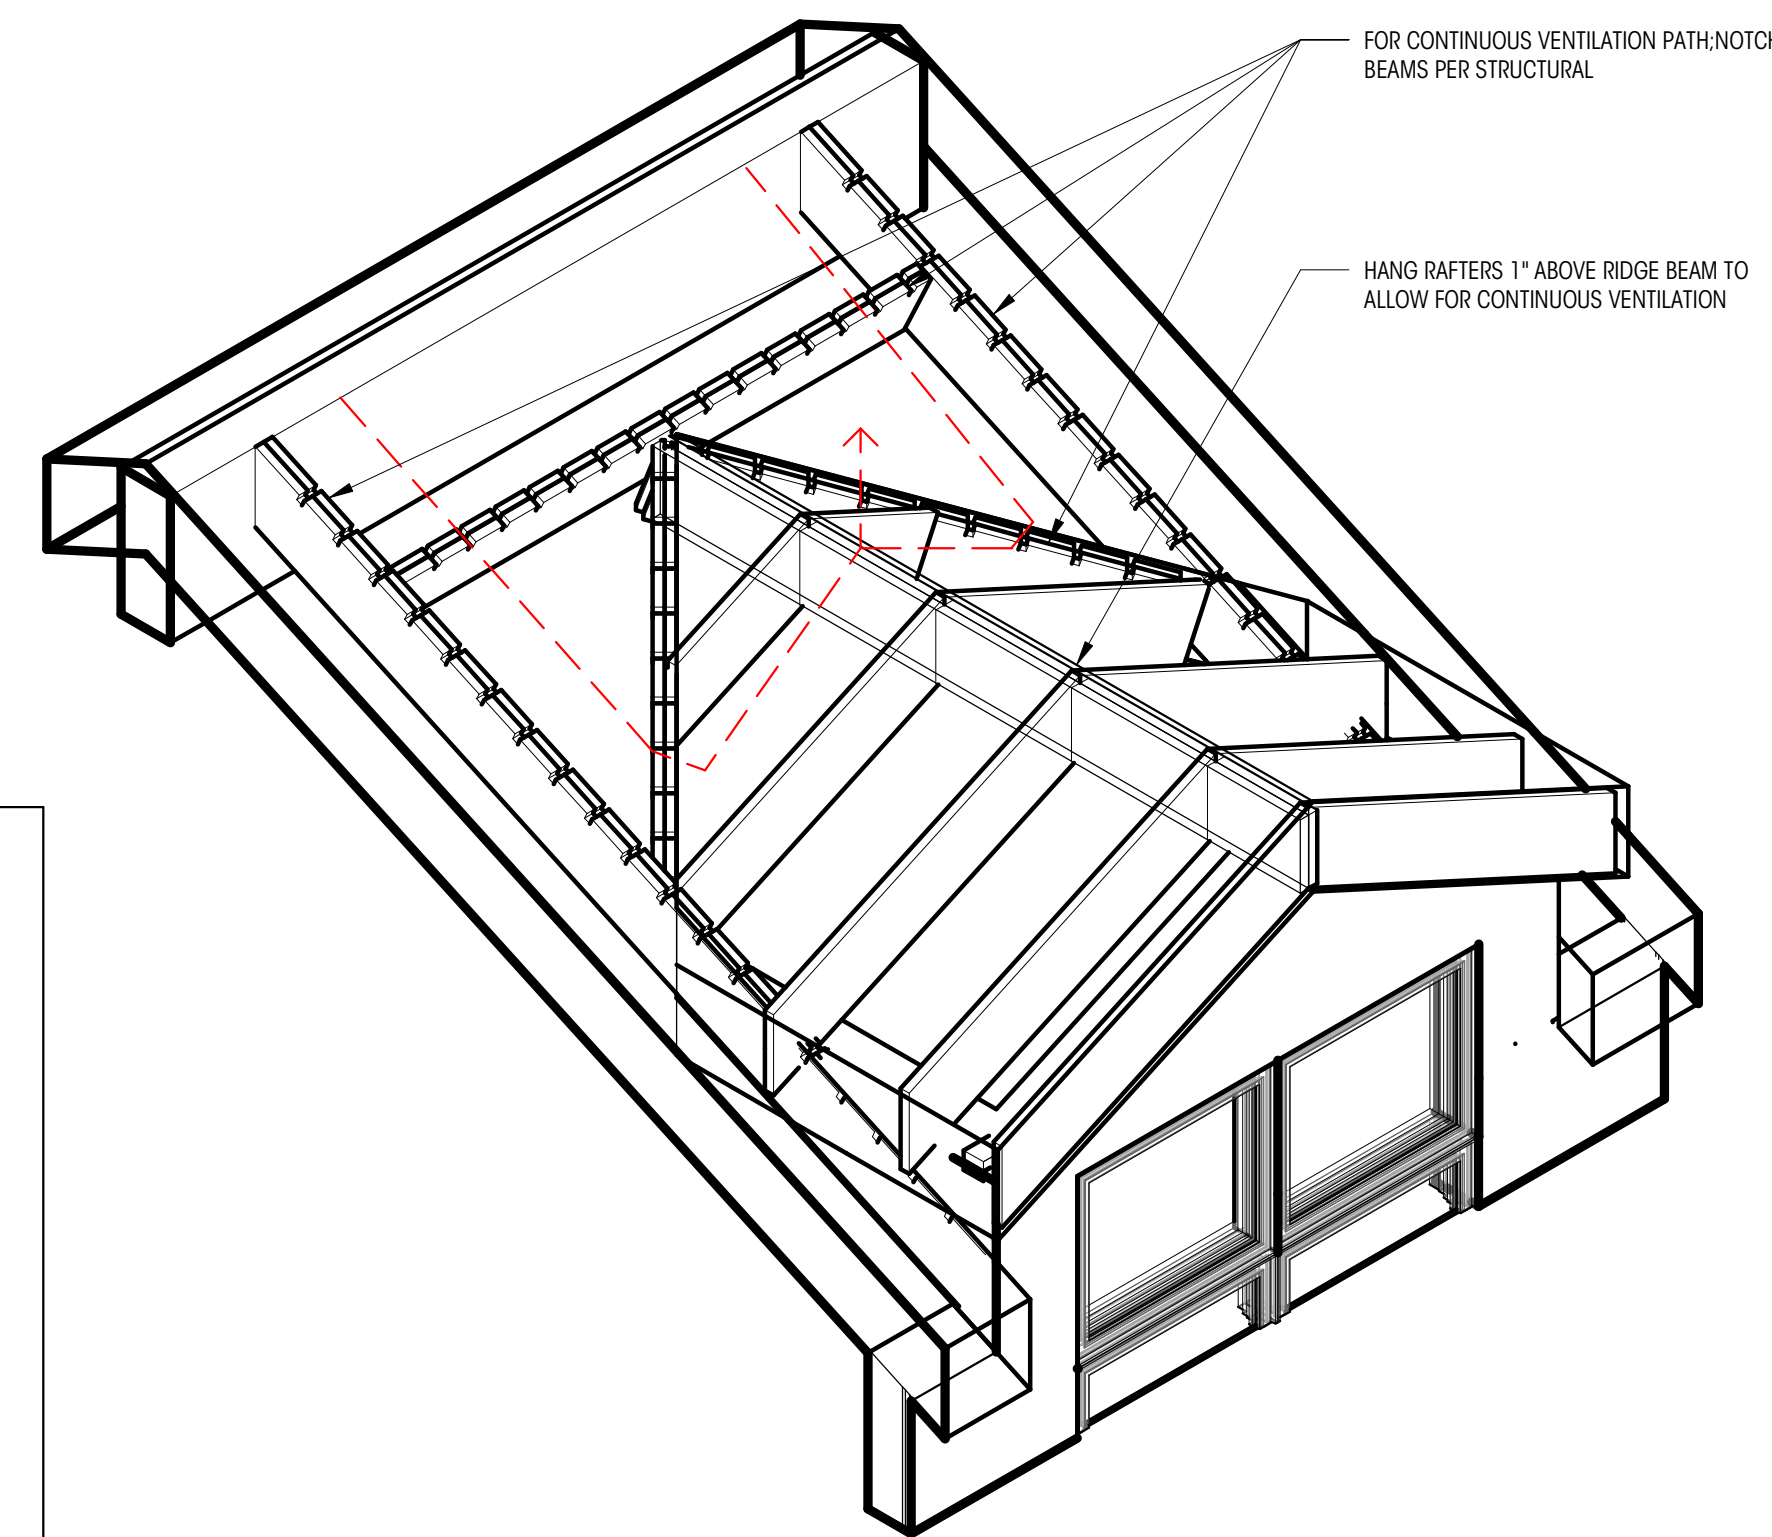 FOR CONTINUOUS VENTILATION PATH;NOTCH
BEAMS PER STRUCTURAL
HANG RAFTERS 1" ABOVE RIDGE BEAM TO
ALLOW FOR CONTINUOUS VENTILATION